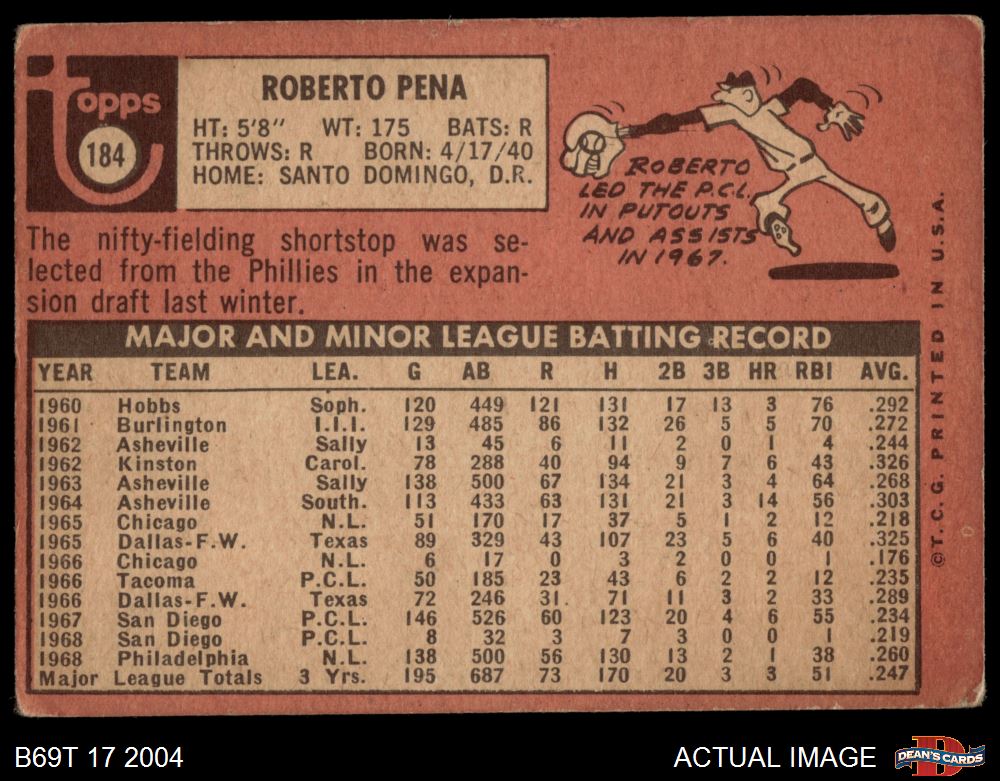 Topps
184
ROBERTO PENA
HT: 5'8" WT: 175 BATS: R
THROWS: R BORN: 4/17/40
HOME: SANTO DOMINGO, D.R.
ROBERTO
LED THE P.C.L.
IN PUTOUTS
AND ASSISTS
IN 1967.
The nifty-fielding shortstop was se-
lected from the Phillies in the expan-
sion draft last winter.
MAJOR AND MINOR LEAGUE BATTING RECORD
YEAR TEAM LEA. G AB R H 2B 3B HR RBI AVG.
1960 Hobbs Soph. 120 449 121 131 17 13 3 76 .292
1961 Burlington I.I.I. 129 485 86 132 26 5 5 70 .272
1962 Asheville Sally 13 45 6 11 2 0 1 4 .244
1962 Kinston Carol. 78 288 40 94 9 7 6 43 .326
1963 Asheville Sally 138 500 67 134 21 3 4 64 .268
1964 Asheville South. 113 433 63 131 21 3 14 56 .303
1965 Chicago N.L. 51 170 17 37 5 1 2 12 .218
1965 Dallas-F.W. Texas 89 329 43 107 23 5 6 40 .325
1966 Chicago N.L. 6 17 0 3 2 0 0 1 .176
1966 Tacoma P.C.L. 50 185 23 43 6 2 2 12 .235
1966 Dallas-F.W. Texas 72 246 31 71 11 3 2 33 .289
1967 San Diego P.C.L. 146 526 60 123 20 4 6 55 .234
1968 San Diego P.C.L. 8 32 3 7 3 0 0 1 .219
1968 Philadelphia N.L. 138 500 56 130 13 2 1 38 .260
Major League Totals 3 Yrs. 195 687 73 170 20 3 3 51 .247
©T.C.G. PRINTED IN U.S.A.
B69T 17 2004
ACTUAL IMAGE
D
DEAN'S CARDS